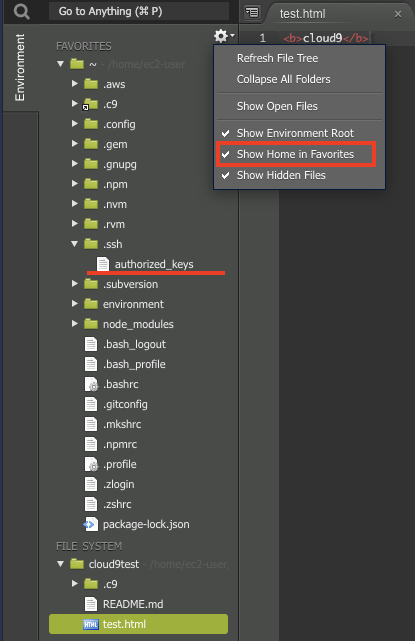 Go to Anything (⌘ P)
test.html
Environment
FAVORITES
1 <b>cloud9</b>
~ - /home/ec2-user
Refresh File Tree
Collapse All Folders
Show Open Files
Show Environment Root
Show Home in Favorites
Show Hidden Files
.aws
.c9
.config
.gem
.gnupg
.npm
.nvm
.rvm
.ssh
authorized_keys
.subversion
environment
node_modules
.bash_logout
.bash_profile
.bashrc
.gitconfig
.mkshrc
.npmrc
.profile
.zlogin
.zshrc
package-lock.json
FILE SYSTEM
cloud9test - /home/ec2-user
.c9
README.md
HTML test.html